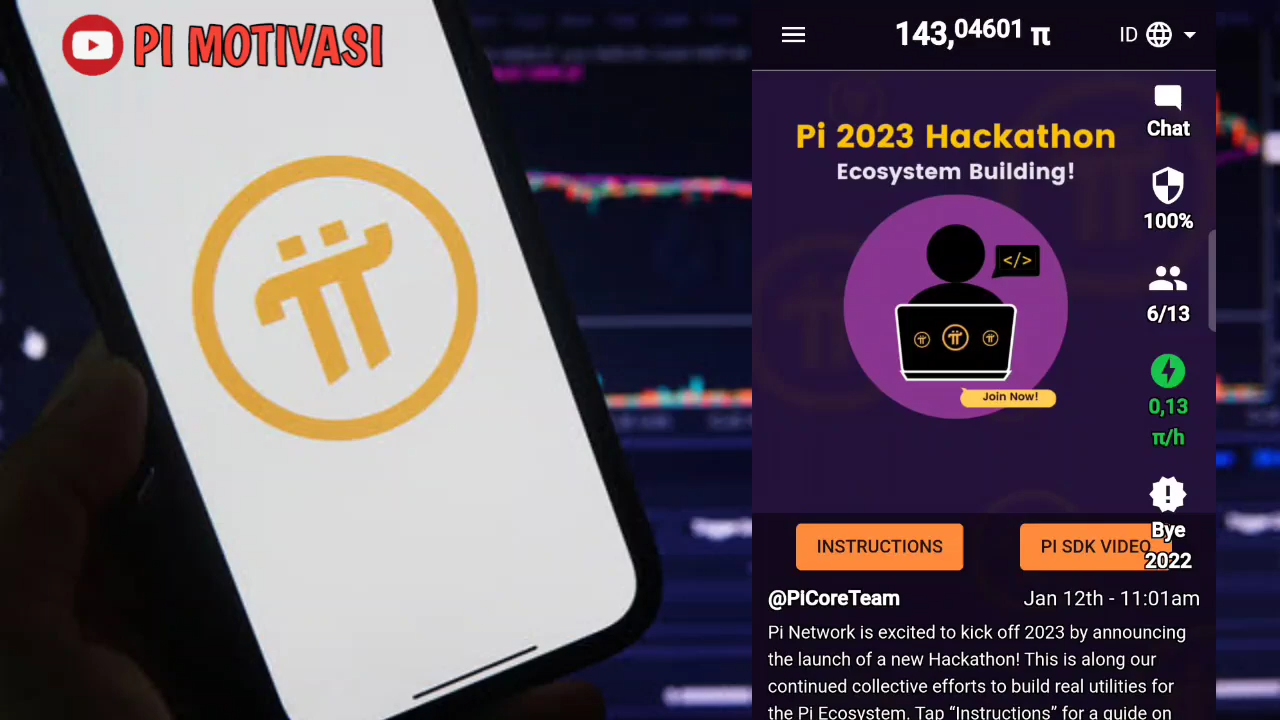 PI MOTIVASI
143,04601 π
ID
Chat
Pi 2023 Hackathon
Ecosystem Building!
100%
</>
6/13
Join Now!
0,13
π/h
Bye
2022
INSTRUCTIONS
PI SDK VIDEO
@PiCoreTeam
Jan 12th - 11:01am
Pi Network is excited to kick off 2023 by announcing
the launch of a new Hackathon! This is along our
continued collective efforts to build real utilities for
the Pi Ecosystem. Tap “Instructions” for a guide on